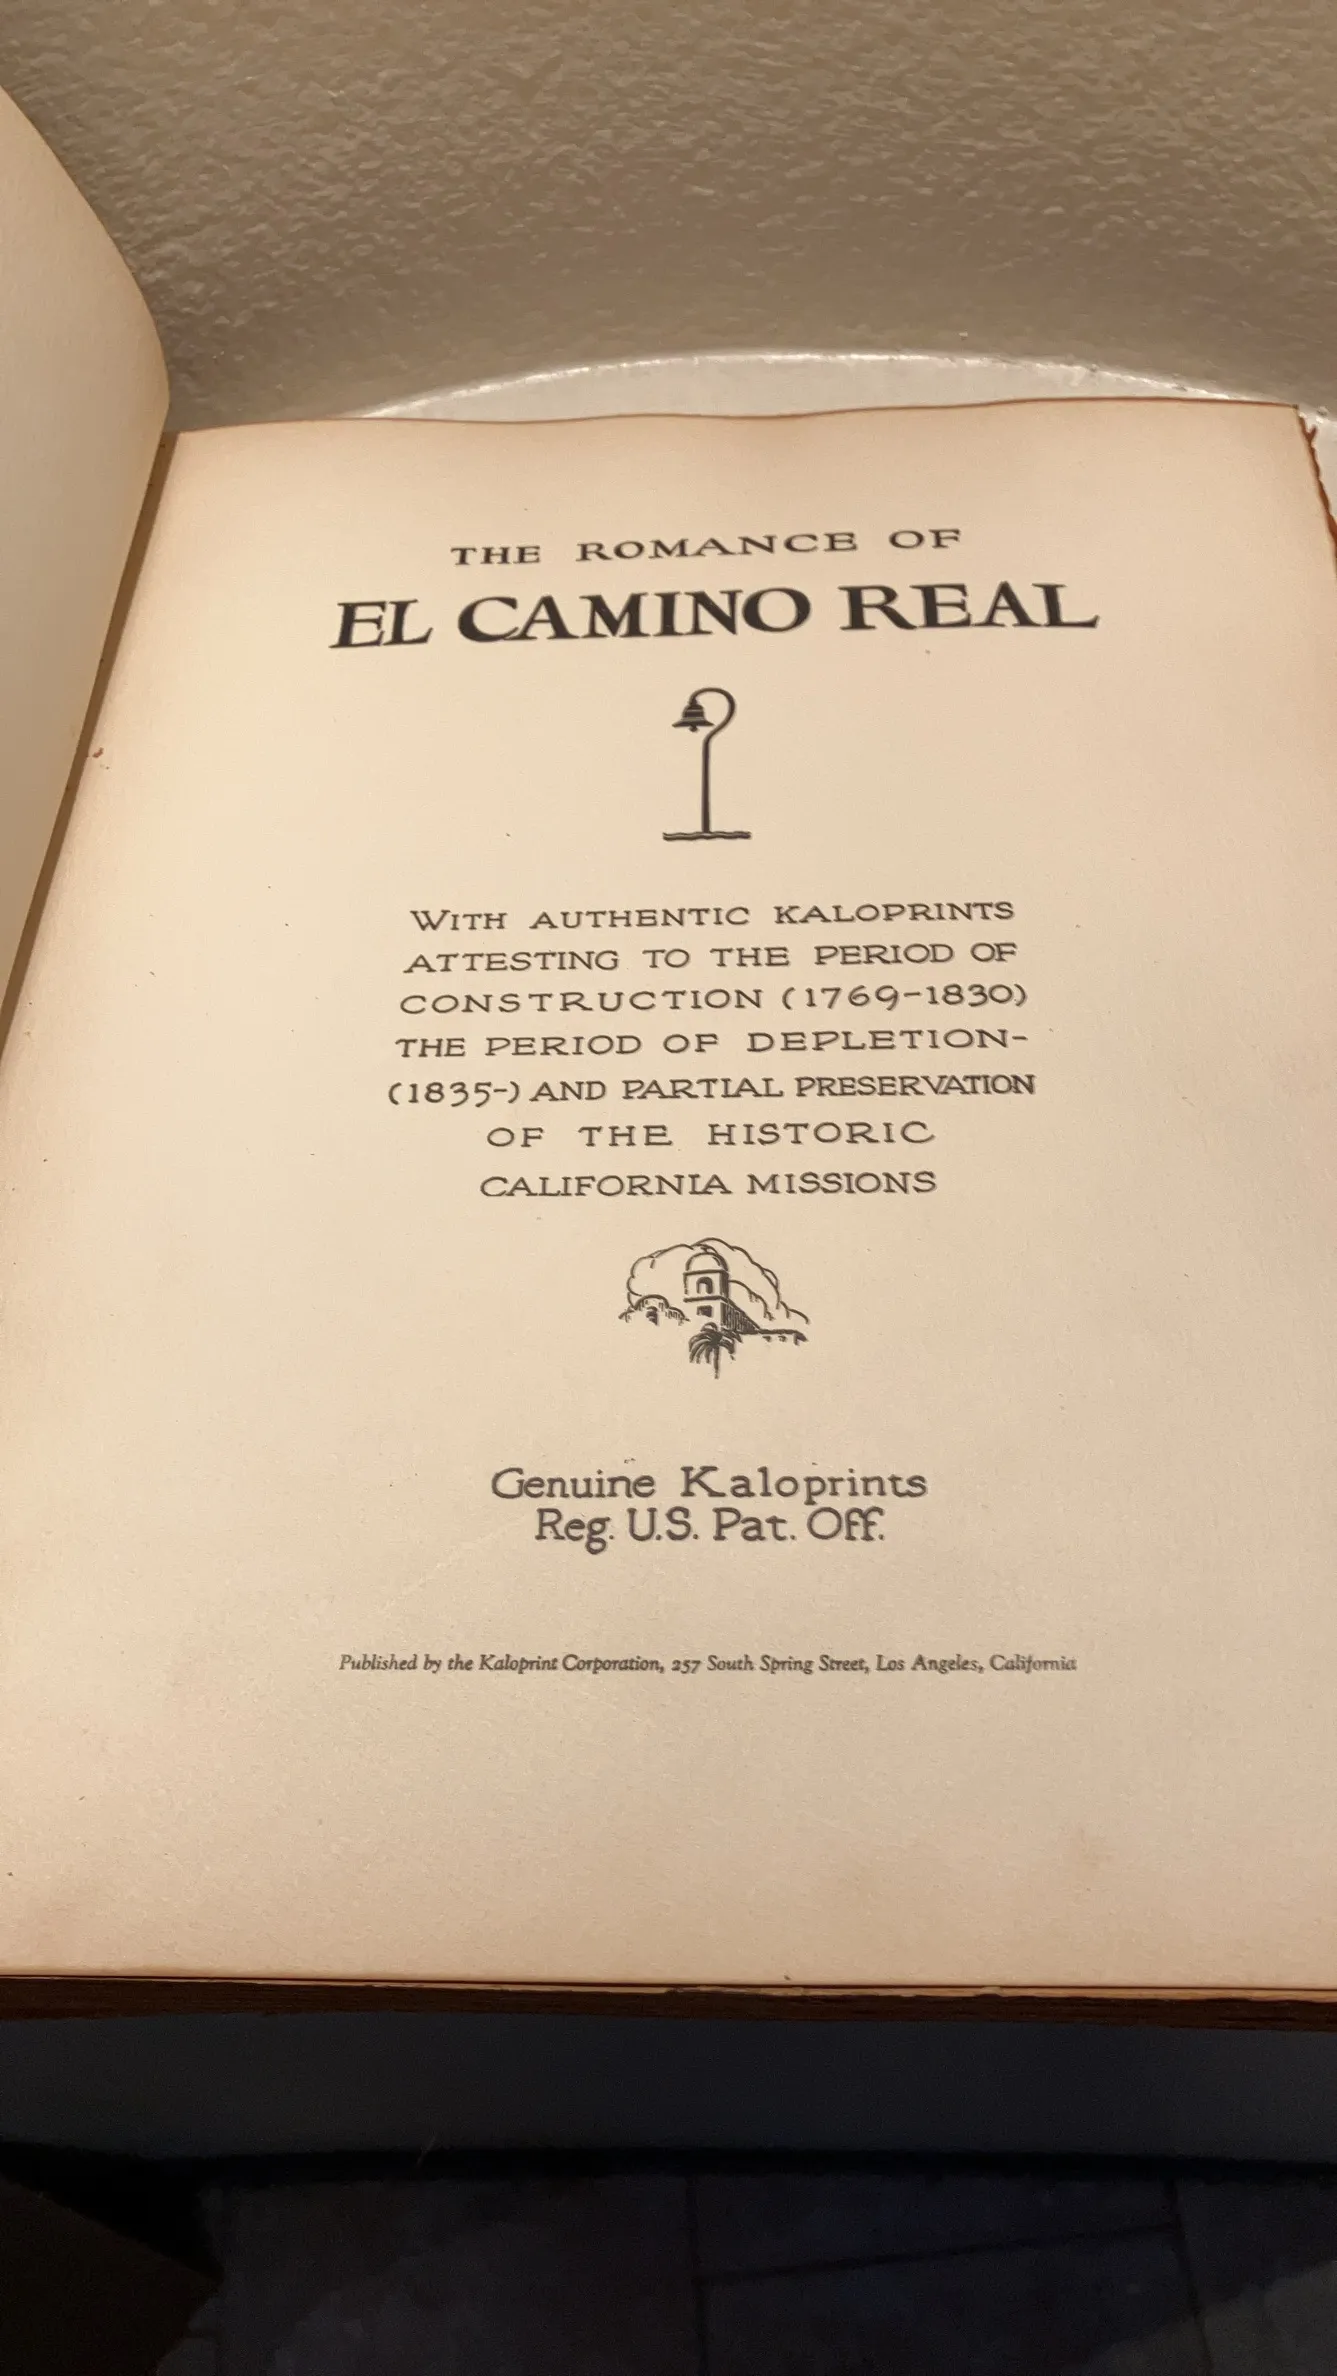 THE ROMANCE OF
EL CAMINO REAL
WITH AUTHENTIC KALOPRINTS
ATTESTING TO THE PERIOD OF
CONSTRUCTION (1769-1830)
THE PERIOD OF DEPLETION-
(1835-) AND PARTIAL PRESERVATION
OF THE HISTORIC
CALIFORNIA MISSIONS
Genuine Kaloprints
Reg. U.S. Pat. Off.
Published by the Kaloprint Corporation, 257 South Spring Street, Los Angeles, California